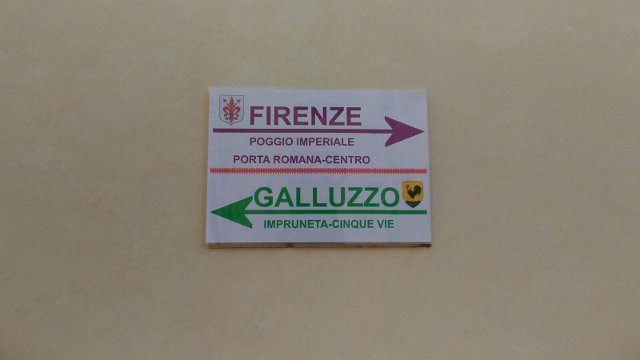 FIRENZE
POGGIO IMPERIALE
PORTA ROMANA-CENTRO
GALLUZZO
IMPRUNETA-CINQUE VIE